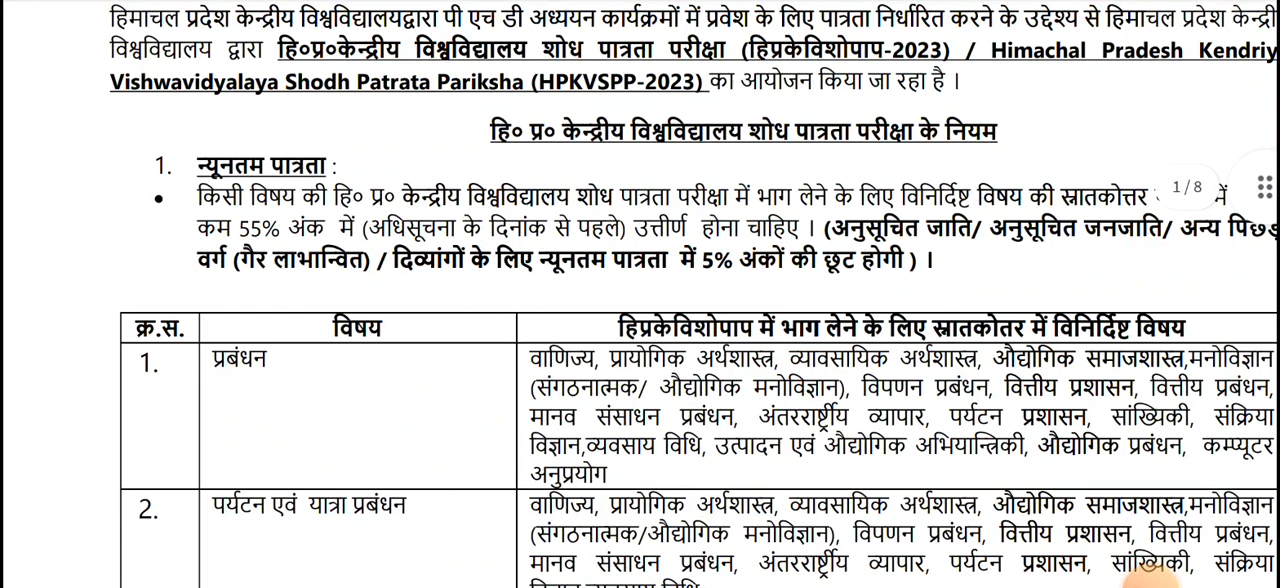 हिमाचल प्रदेश केन्द्रीय विश्वविद्यालयद्वारा पी एच डी अध्ययन कार्यक्रमों में प्रवेश के लिए पात्रता निर्धारित करने के उद्देश्य से हिमाचल प्रदेश
विश्वविद्यालय द्वारा हि०प्र०केन्द्रीय विश्वविद्यालय शोध पात्रता परीक्षा (हिप्रकेविशोपाप-2023) / Himachal Pradesh Kendriy
Vishwavidyalaya Shodh Patrata Pariksha (HPKVSPP-2023) का आयोजन किया जा रहा है ।
हि० प्र० केन्द्रीय विश्वविद्यालय शोध पात्रता परीक्षा के नियम
1. न्यूनतम पात्रता :
• किसी विषय की हि० प्र० केन्द्रीय विश्वविद्यालय शोध पात्रता परीक्षा में भाग लेने के लिए विनिर्दिष्ट विषय की स्नातकोत्तर में
1 / 8
कम 55% अंक में (अधिसूचना के दिनांक से पहले) उत्तीर्ण होना चाहिए । (अनुसूचित जाति/ अनुसूचित जनजाति/ अन्य
वर्ग (गैर लाभान्वित) / दिव्यांगों के लिए न्यूनतम पात्रता में 5% अंकों की छूट होगी ) ।
क्र.स. विषय हिप्रकेविशोपाप में भाग लेने के लिए स्नातकोतर में विनिर्दिष्ट विषय
1. प्रबंधन वाणिज्य, प्रायोगिक अर्थशास्त्र, व्यावसायिक अर्थशास्त्र, औद्योगिक समाजशास्त्र,मनोविज्ञान
(संगठनात्मक/ औद्योगिक मनोविज्ञान), विपणन प्रबंधन, वित्तीय प्रशासन, वित्तीय प्रबंधन,
मानव संसाधन प्रबंधन, अंतरराष्ट्रीय व्यापार, पर्यटन प्रशासन, सांख्यिकी, संक्रिया
विज्ञान,व्यवसाय विधि, उत्पादन एवं औद्योगिक अभियान्त्रिकी, औद्योगिक प्रबंधन, कम्प्यूटर
अनुप्रयोग
2. पर्यटन एवं यात्रा प्रबंधन वाणिज्य, प्रायोगिक अर्थशास्त्र, व्यावसायिक अर्थशास्त्र, औद्योगिक समाजशास्त्र,मनोविज्ञान
(संगठनात्मक/औद्योगिक मनोविज्ञान), विपणन प्रबंधन, वित्तीय प्रशासन, वित्तीय प्रबंधन,
मानव संसाधन प्रबंधन, अंतरराष्ट्रीय व्यापार, पर्यटन प्रशासन, सांख्यिकी, संक्रिया